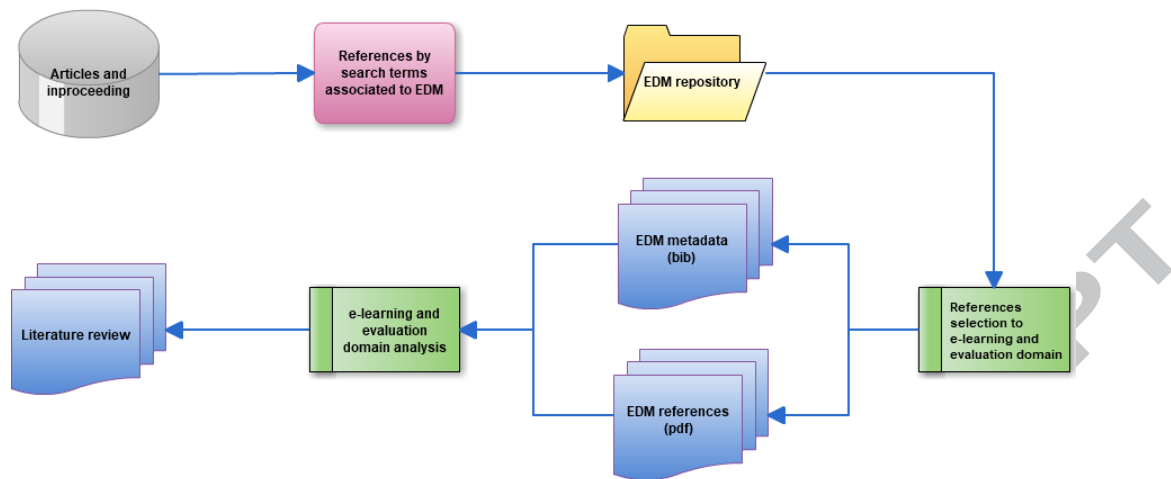 Articles and
inproceeding
References by
search terms
associated to EDM
EDM repository
EDM metadata
(bib)
Literature review
e-learning and
evaluation
domain analysis
References
selection to
e-learning and
evaluation domain
EDM references
(pdf)
PT